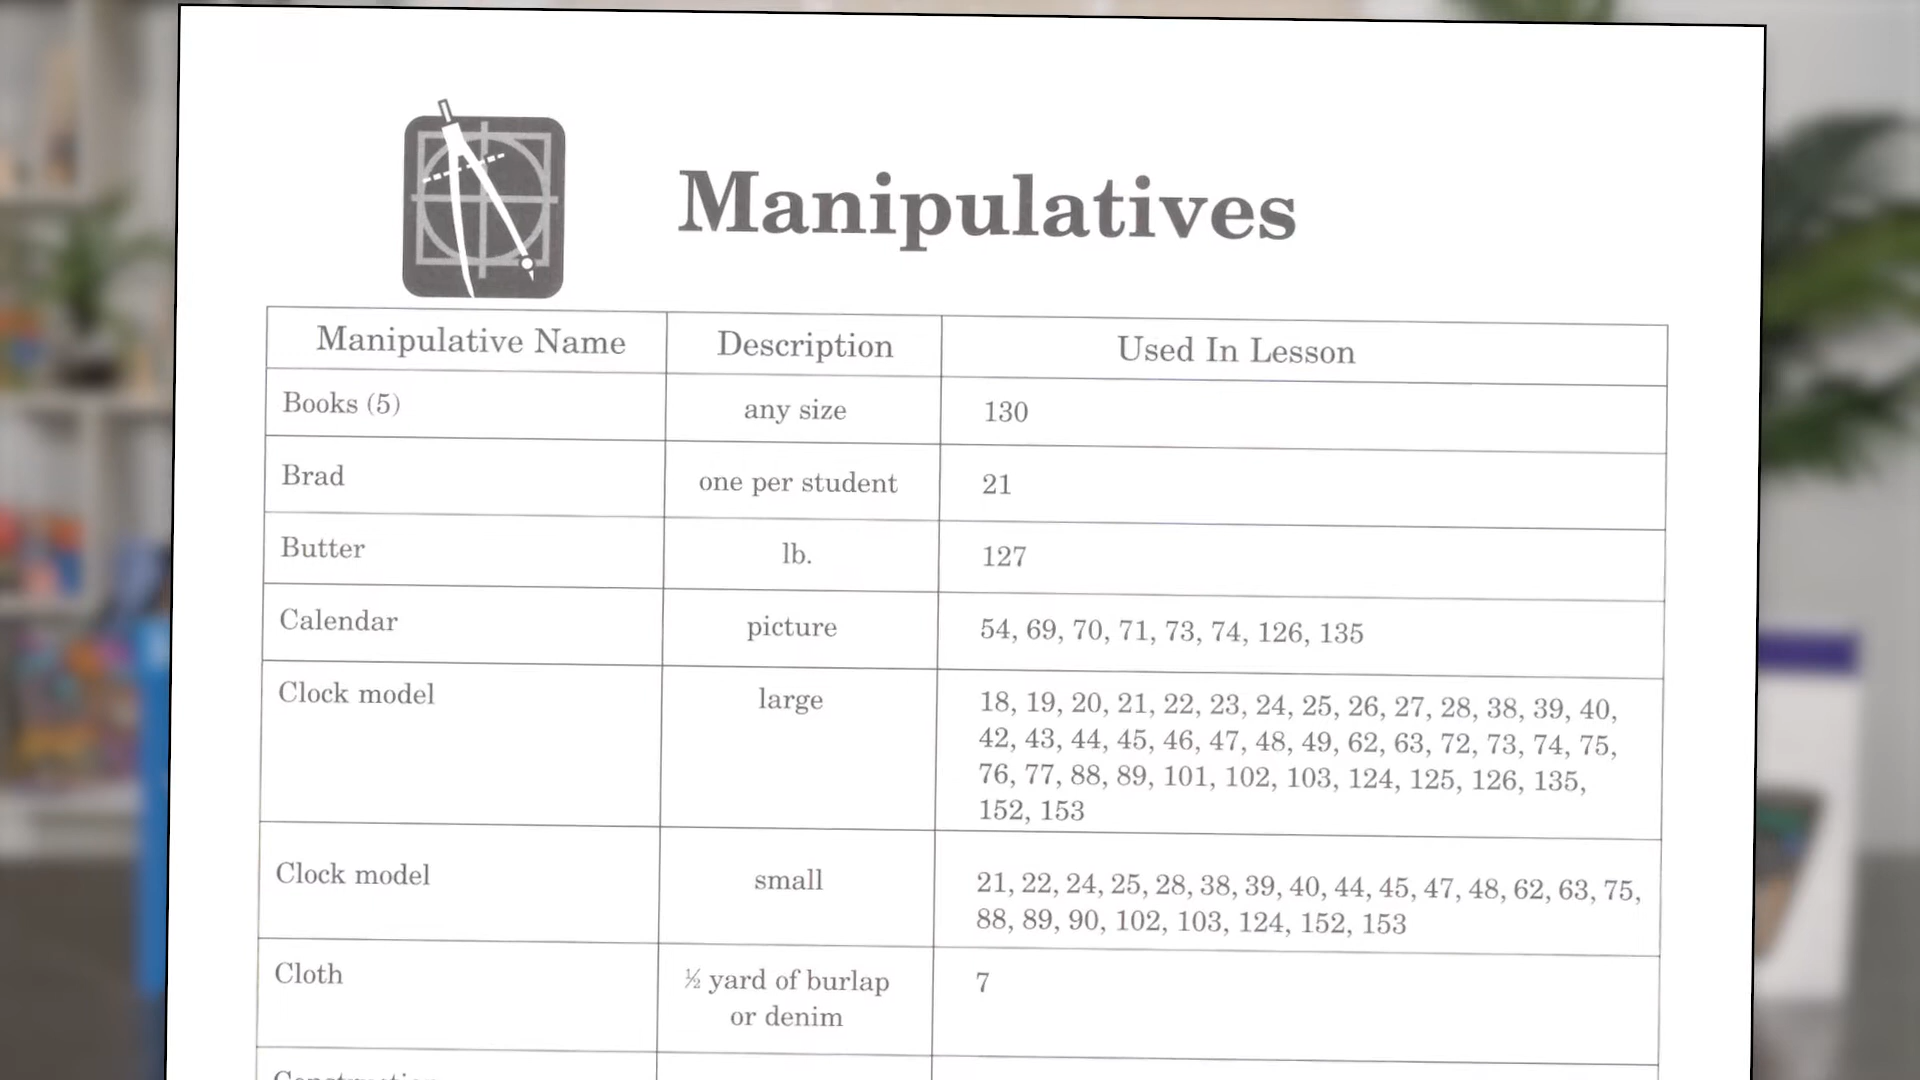 Manipulatives
Manipulative Name Description Used In Lesson
Books (5) any size 130
Brad one per student 21
Butter lb. 127
Calendar picture 54, 69, 70, 71, 73, 74, 126, 135
Clock model large 18, 19, 20, 21, 22, 23, 24, 25, 26, 27, 28, 38, 39, 40,
42, 43, 44, 45, 46, 47, 48, 49, 62, 63, 72, 73, 74, 75,
76, 77, 88, 89, 101, 102, 103, 124, 125, 126, 135,
152, 153
Clock model small 21, 22, 24, 25, 28, 38, 39, 40, 44, 45, 47, 48, 62, 63, 75,
88, 89, 90, 102, 103, 124, 152, 153
Cloth ½ yard of burlap 7
or denim